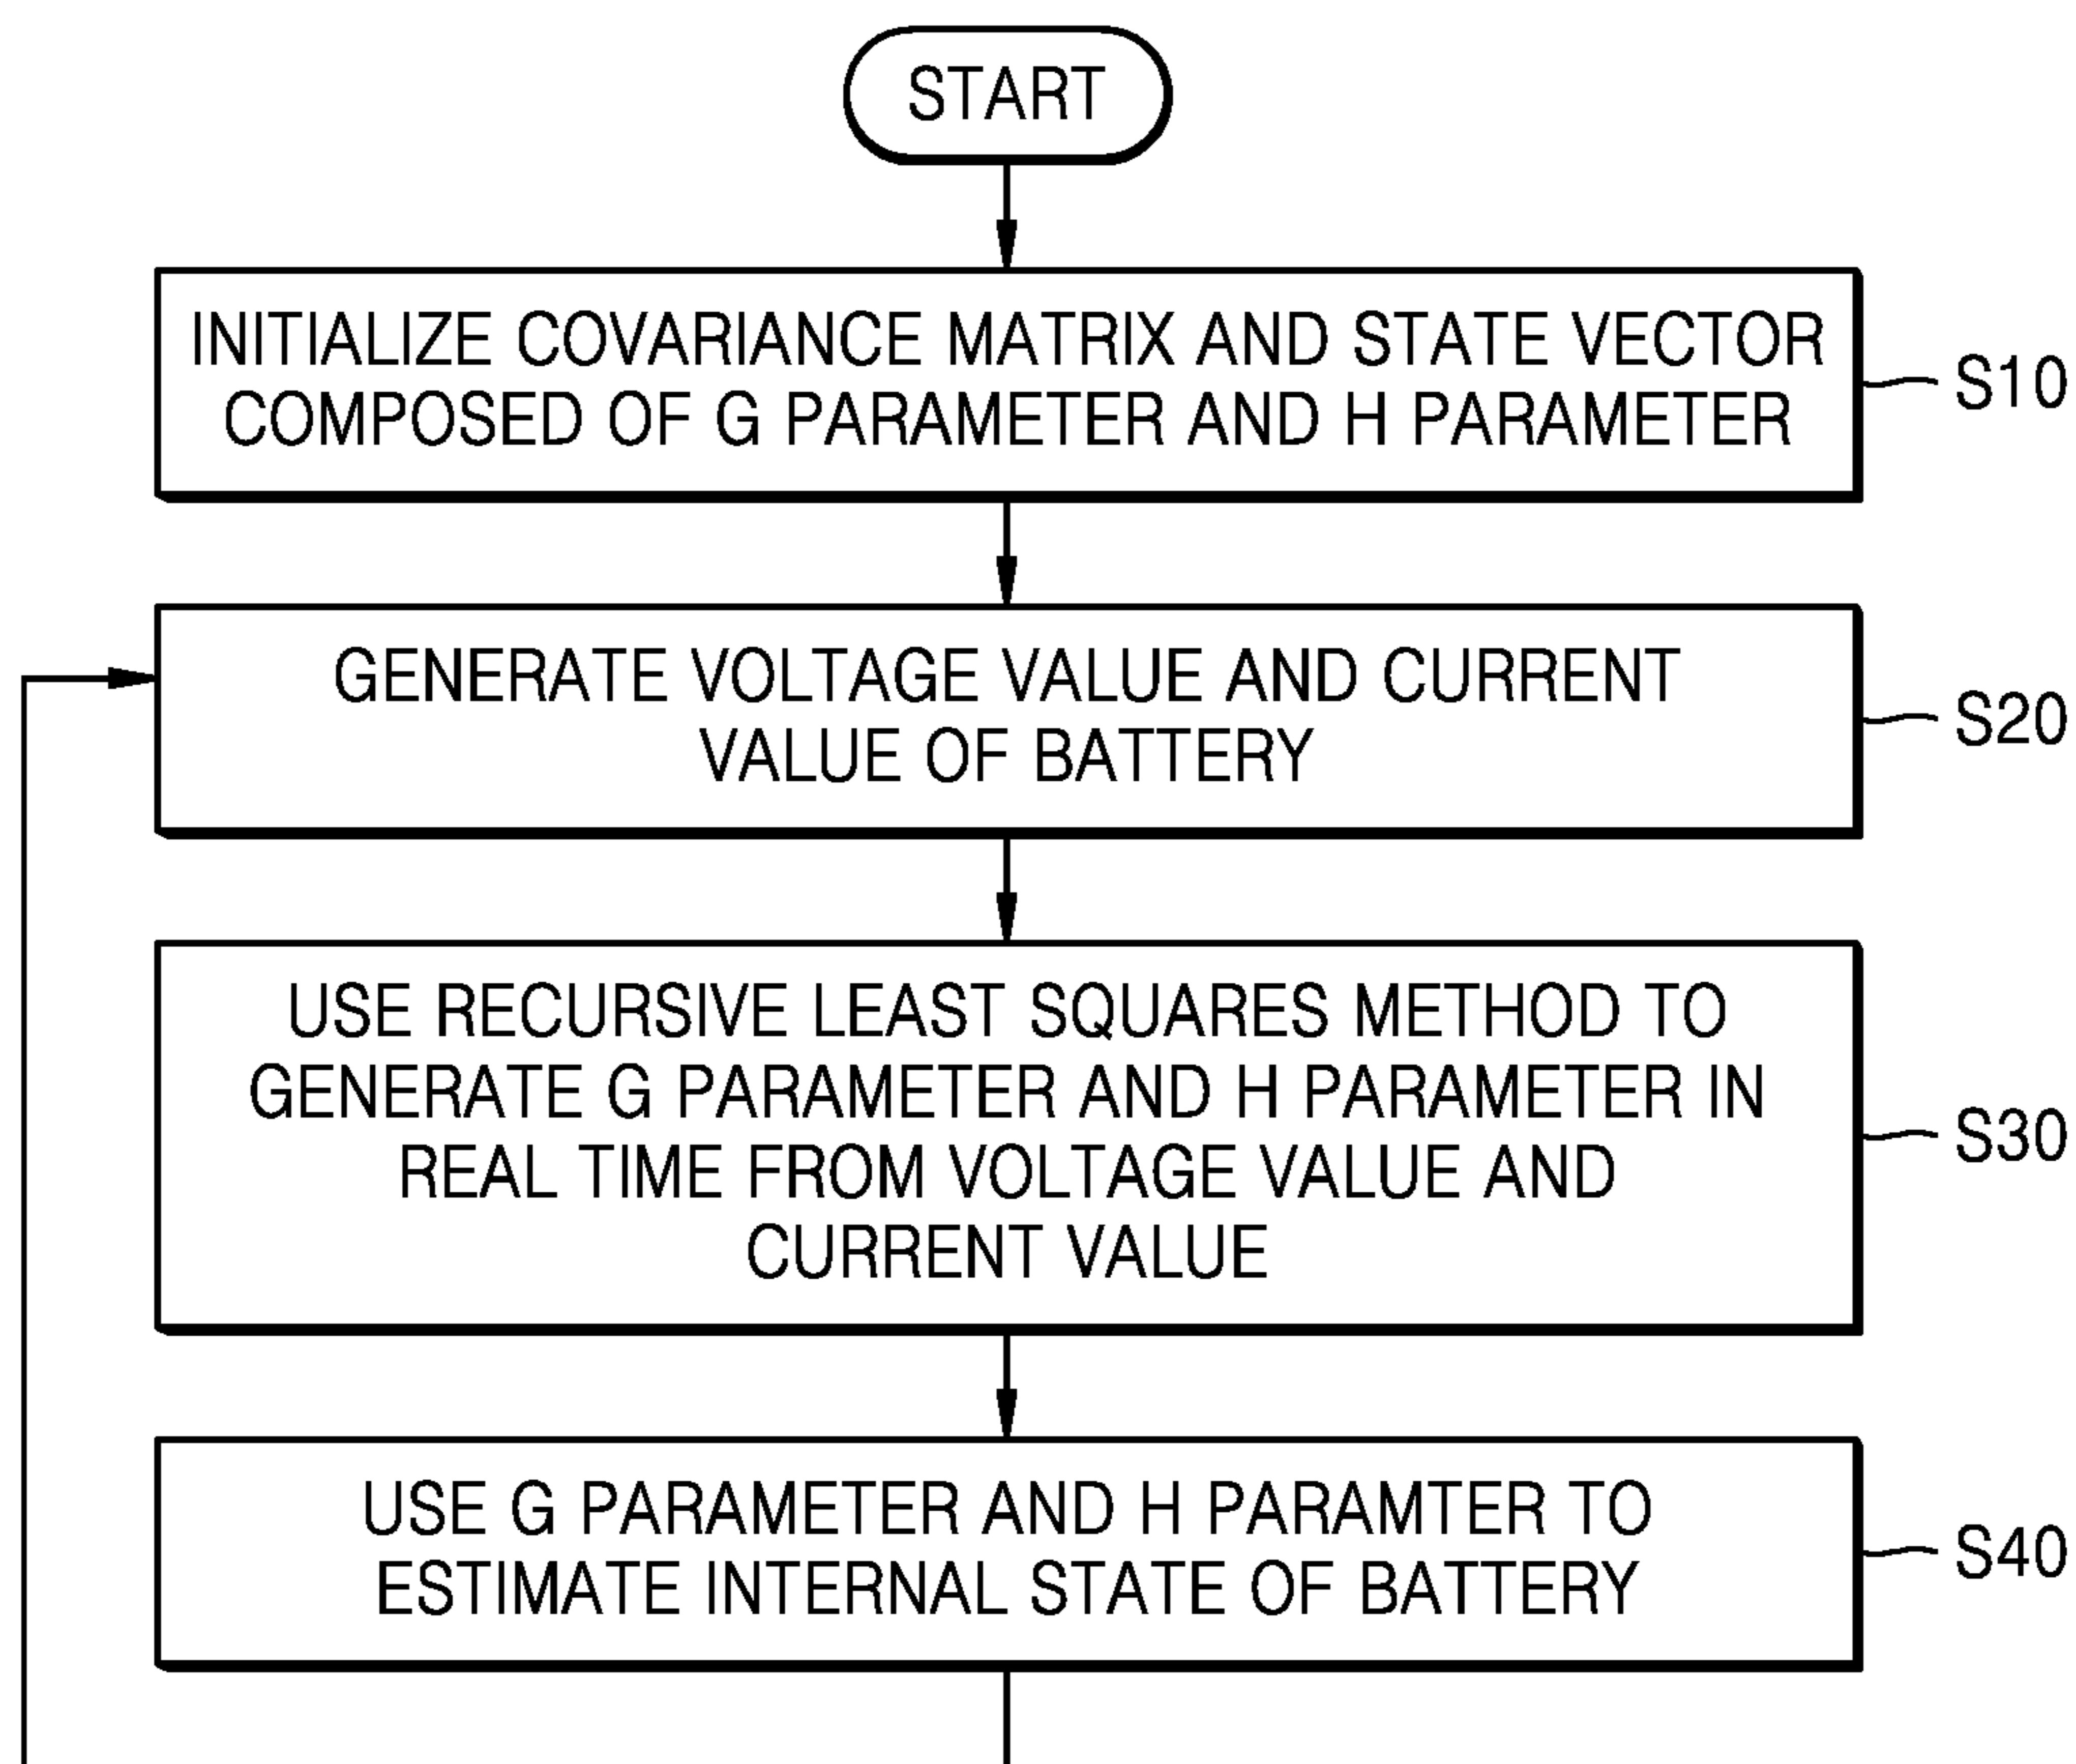 START
INITIALIZE COVARIANCE MATRIX AND STATE VECTOR
COMPOSED OF G PARAMETER AND H PARAMETER
S10
GENERATE VOLTAGE VALUE AND CURRENT
VALUE OF BATTERY
S20
USE RECURSIVE LEAST SQUARES METHOD TO
GENERATE G PARAMETER AND H PARAMETER IN
REAL TIME FROM VOLTAGE VALUE AND
CURRENT VALUE
S30
USE G PARAMETER AND H PARAMTER TO
ESTIMATE INTERNAL STATE OF BATTERY
S40